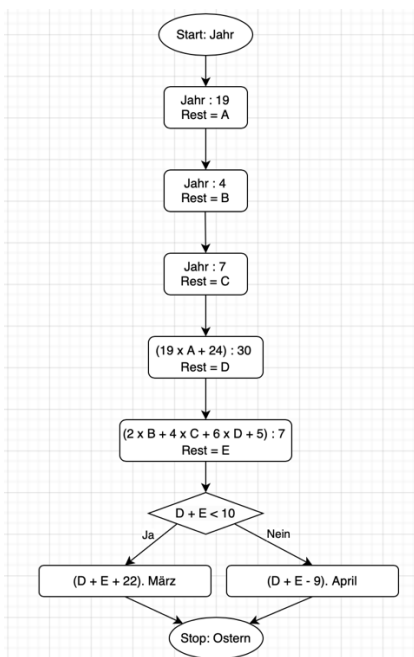 Start: Jahr
Jahr : 19
Rest = A
Jahr : 4
Rest = B
Jahr : 7
Rest = C
(19 x A + 24) : 30
Rest = D
(2 x B + 4 x C + 6 x D + 5) : 7
Rest = E
D + E < 10
Ja
Nein
(D + E + 22). März
(D + E - 9). April
Stop: Ostern